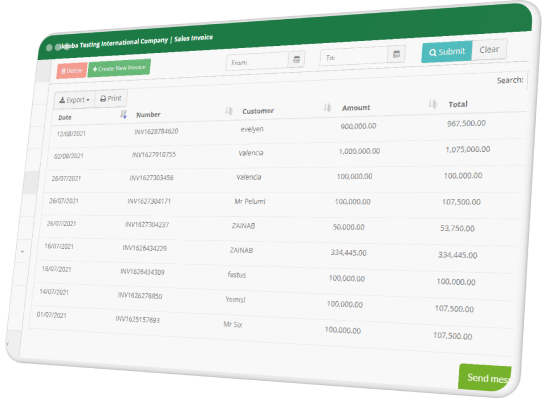 Testing International Company | Sales Invoice
Delete
+ Create New Invoice
From
To:
Submit
Clear
Search:
Export
Print
Date Number Customer Amount Total
12/08/2021 INV1628784620 evelyen 900,000.00 967,500.00
02/08/2021 INV1627910755 Valencia 1,000,000.00 1,075,000.00
26/07/2021 INV1627303456 Valencia 100,000.00 100,000.00
26/07/2021 INV1627304171 Mr Pelumi 100,000.00 107,500.00
26/07/2021 INV1627304237 ZAINAB 50,000.00 53,750.00
16/07/2021 INV1626434229 ZAINAB 334,445.00 334,445.00
16/07/2021 INV1626434309 festus 100,000.00 100,000.00
14/07/2021 INV1626278850 Yemisi 100,000.00 107,500.00
01/07/2021 INV1625157693 Mr Six 100,000.00 107,500.00
Send mes